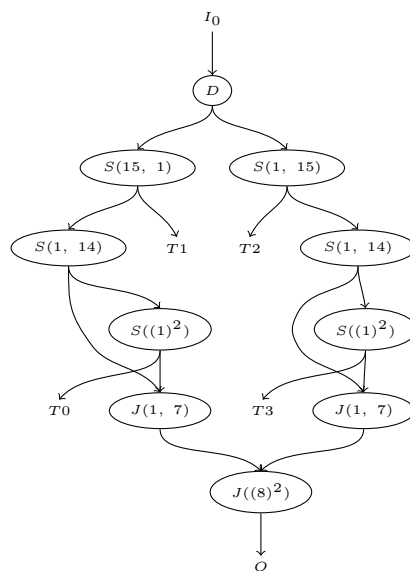 I_0
D
S(15, 1) S(1, 15)
S(1, 14) T1 T2 S(1, 14)
S((1)^2) S((1)^2)
T0 J(1, 7) T3 J(1, 7)
J((8)^2)
O